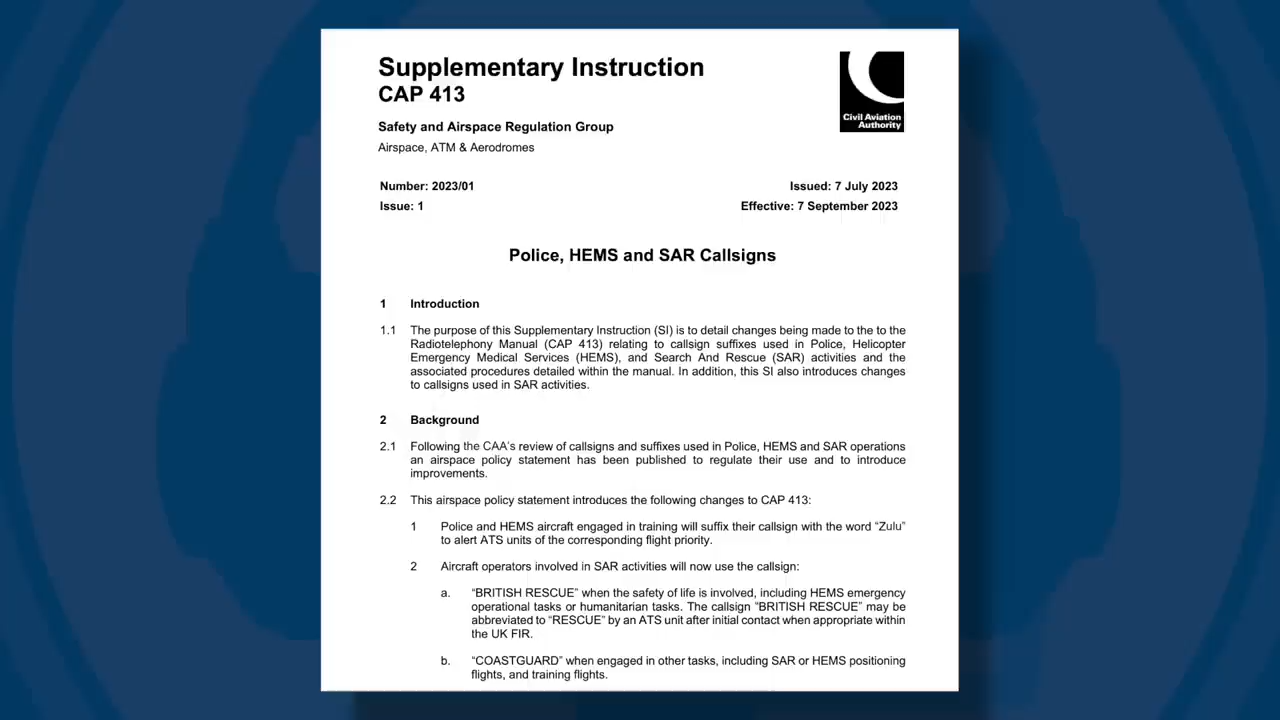 Supplementary Instruction
CAP 413
Civil Aviation
Authority
Safety and Airspace Regulation Group
Airspace, ATM & Aerodromes
Number: 2023/01
Issued: 7 July 2023
Issue: 1
Effective: 7 September 2023
Police, HEMS and SAR Callsigns
1 Introduction
1.1 The purpose of this Supplementary Instruction (SI) is to detail changes being made to the to the
Radiotelephony Manual (CAP 413) relating to callsign suffixes used in Police, Helicopter
Emergency Medical Services (HEMS), and Search And Rescue (SAR) activities and the
associated procedures detailed within the manual. In addition, this SI also introduces changes
to callsigns used in SAR activities.
2 Background
2.1 Following the CAA's review of callsigns and suffixes used in Police, HEMS and SAR operations
an airspace policy statement has been published to regulate their use and to introduce
improvements.
2.2 This airspace policy statement introduces the following changes to CAP 413:
1 Police and HEMS aircraft engaged in training will suffix their callsign with the word “Zulu”
to alert ATS units of the corresponding flight priority.
2 Aircraft operators involved in SAR activities will now use the callsign:
a. “BRITISH RESCUE” when the safety of life is involved, including HEMS emergency
operational tasks or humanitarian tasks. The callsign “BRITISH RESCUE” may be
abbreviated to “RESCUE” by an ATS unit after initial contact when appropriate within
the UK FIR.
b. “COASTGUARD” when engaged in other tasks, including SAR or HEMS positioning
flights, and training flights.